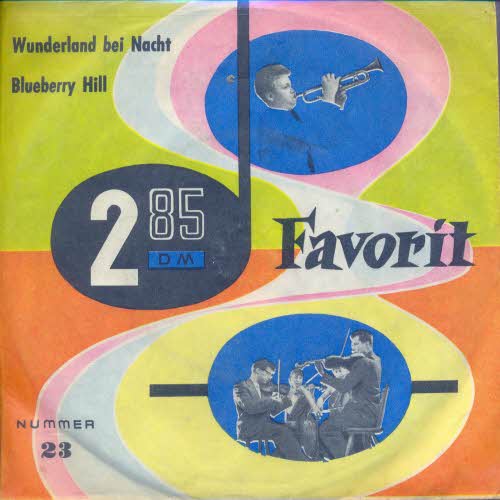 Wunderland bei Nacht
Blueberry Hill
2 85
DM
Favorit
NUMMER
23